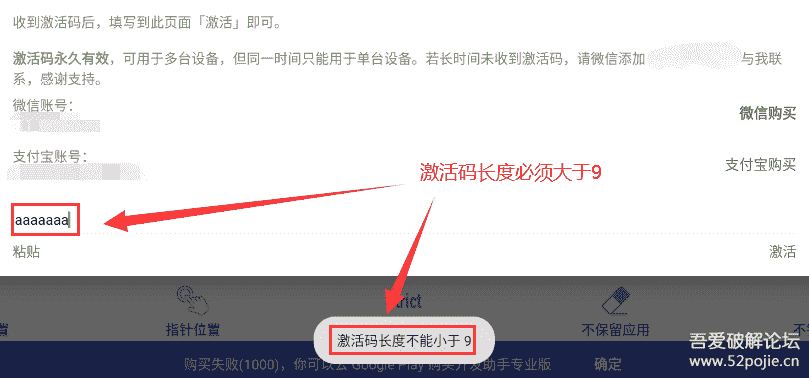 收到激活码后，填写到此页面「激活」即可。
激活码永久有效，可用于多台设备，但同一时间只能用于单台设备。若长时间未收到激活码，请微信添加 与我联
系，感谢支持。
微信账号：
微信购买
支付宝账号：
支付宝购买
激活码长度必须大于9
aaaaaaa
粘贴
激活
trict
置
指针位置
不保留应用
激活码长度不能小于 9
购买失败(1000)，你可以去 Google Play 购买开发助手专业版
确定
吾爱破解论坛
www.52pojie.cn